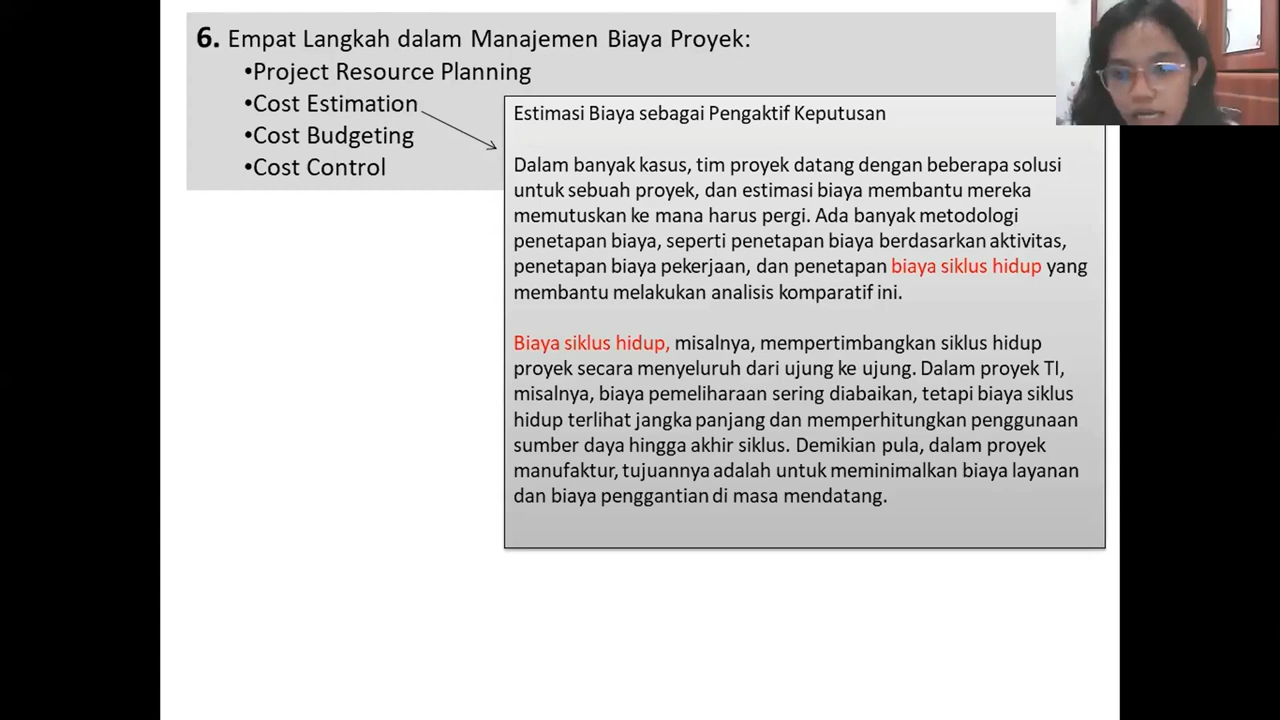 6. Empat Langkah dalam Manajemen Biaya Proyek:
•Project Resource Planning
•Cost Estimation
•Cost Budgeting
•Cost Control
Estimasi Biaya sebagai Pengaktif Keputusan
Dalam banyak kasus, tim proyek datang dengan beberapa solusi
untuk sebuah proyek, dan estimasi biaya membantu mereka
memutuskan ke mana harus pergi. Ada banyak metodologi
penetapan biaya, seperti penetapan biaya berdasarkan aktivitas,
penetapan biaya pekerjaan, dan penetapan biaya siklus hidup yang
membantu melakukan analisis komparatif ini.
Biaya siklus hidup, misalnya, mempertimbangkan siklus hidup
proyek secara menyeluruh dari ujung ke ujung. Dalam proyek TI,
misalnya, biaya pemeliharaan sering diabaikan, tetapi biaya siklus
hidup terlihat jangka panjang dan memperhitungkan penggunaan
sumber daya hingga akhir siklus. Demikian pula, dalam proyek
manufaktur, tujuannya adalah untuk meminimalkan biaya layanan
dan biaya penggantian di masa mendatang.